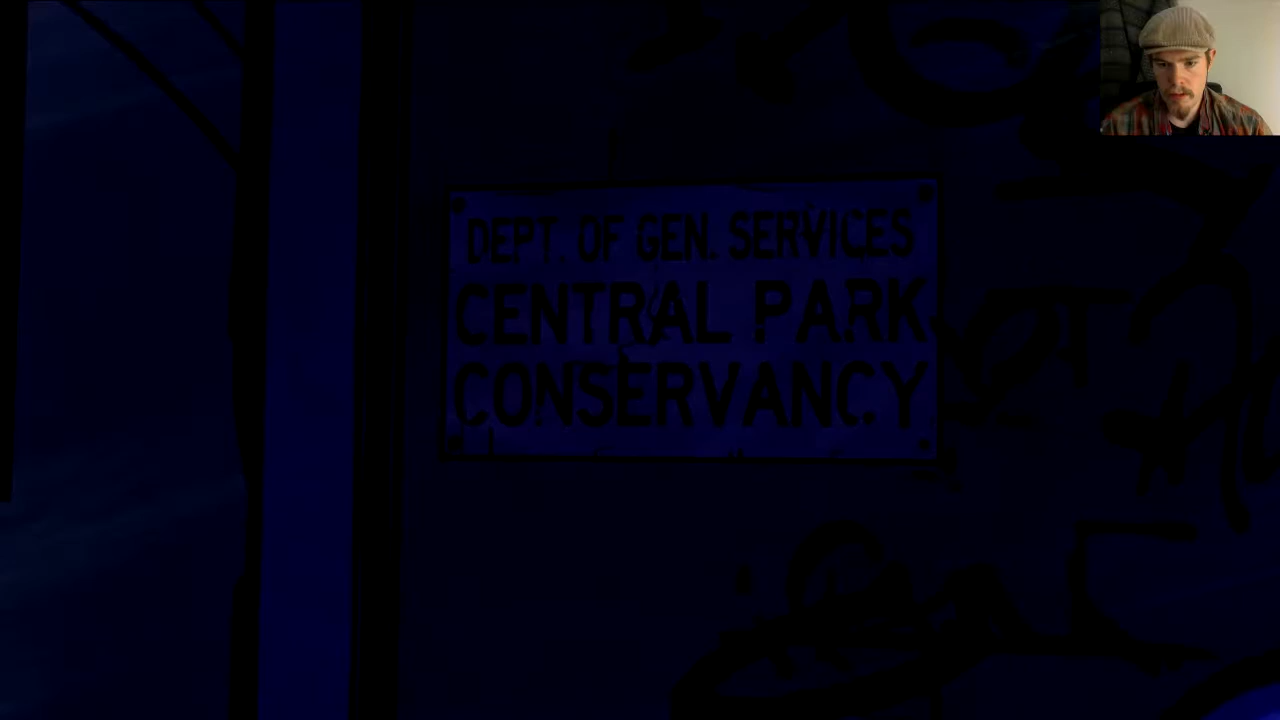 DEPT. OF GEN. SERVICES
CENTRAL PARK
CONSERVANCY